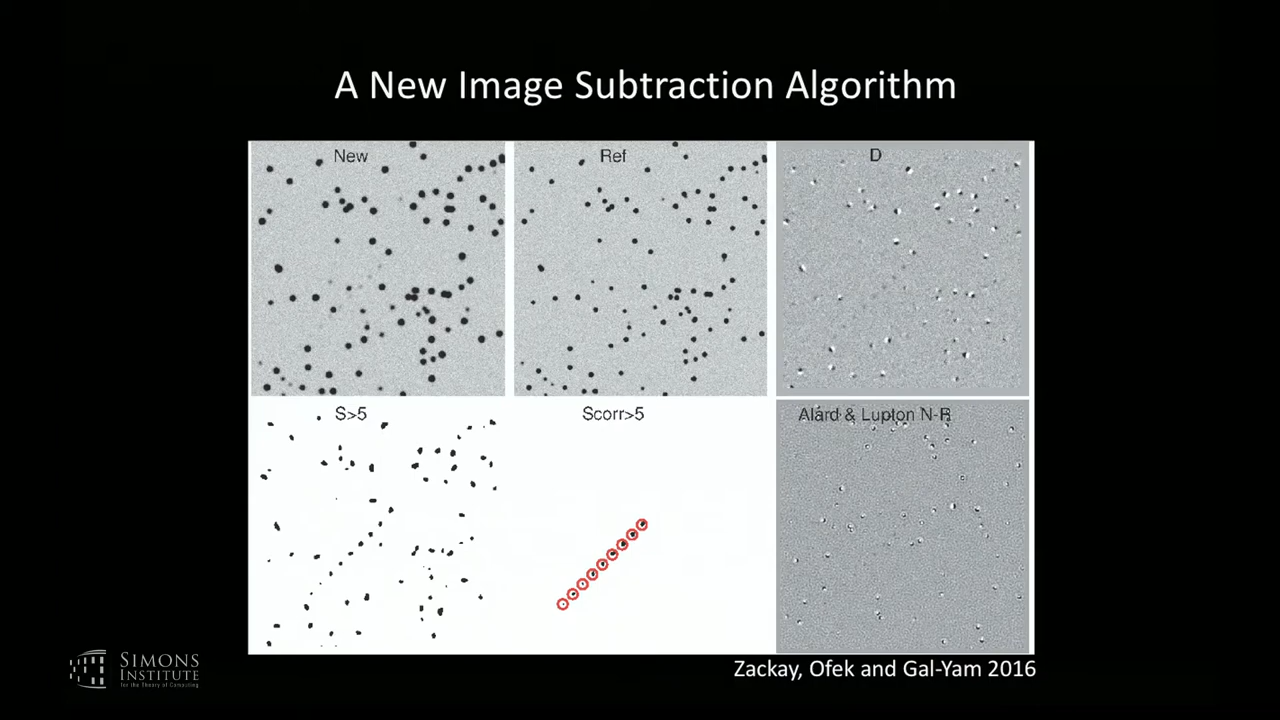 A New Image Subtraction Algorithm
New
Ref
D
S>5
Scorr>5
Alard & Lupton N-R
SIMONS
INSTITUTE
for the Theory of Computing
Zackay, Ofek and Gal-Yam 2016